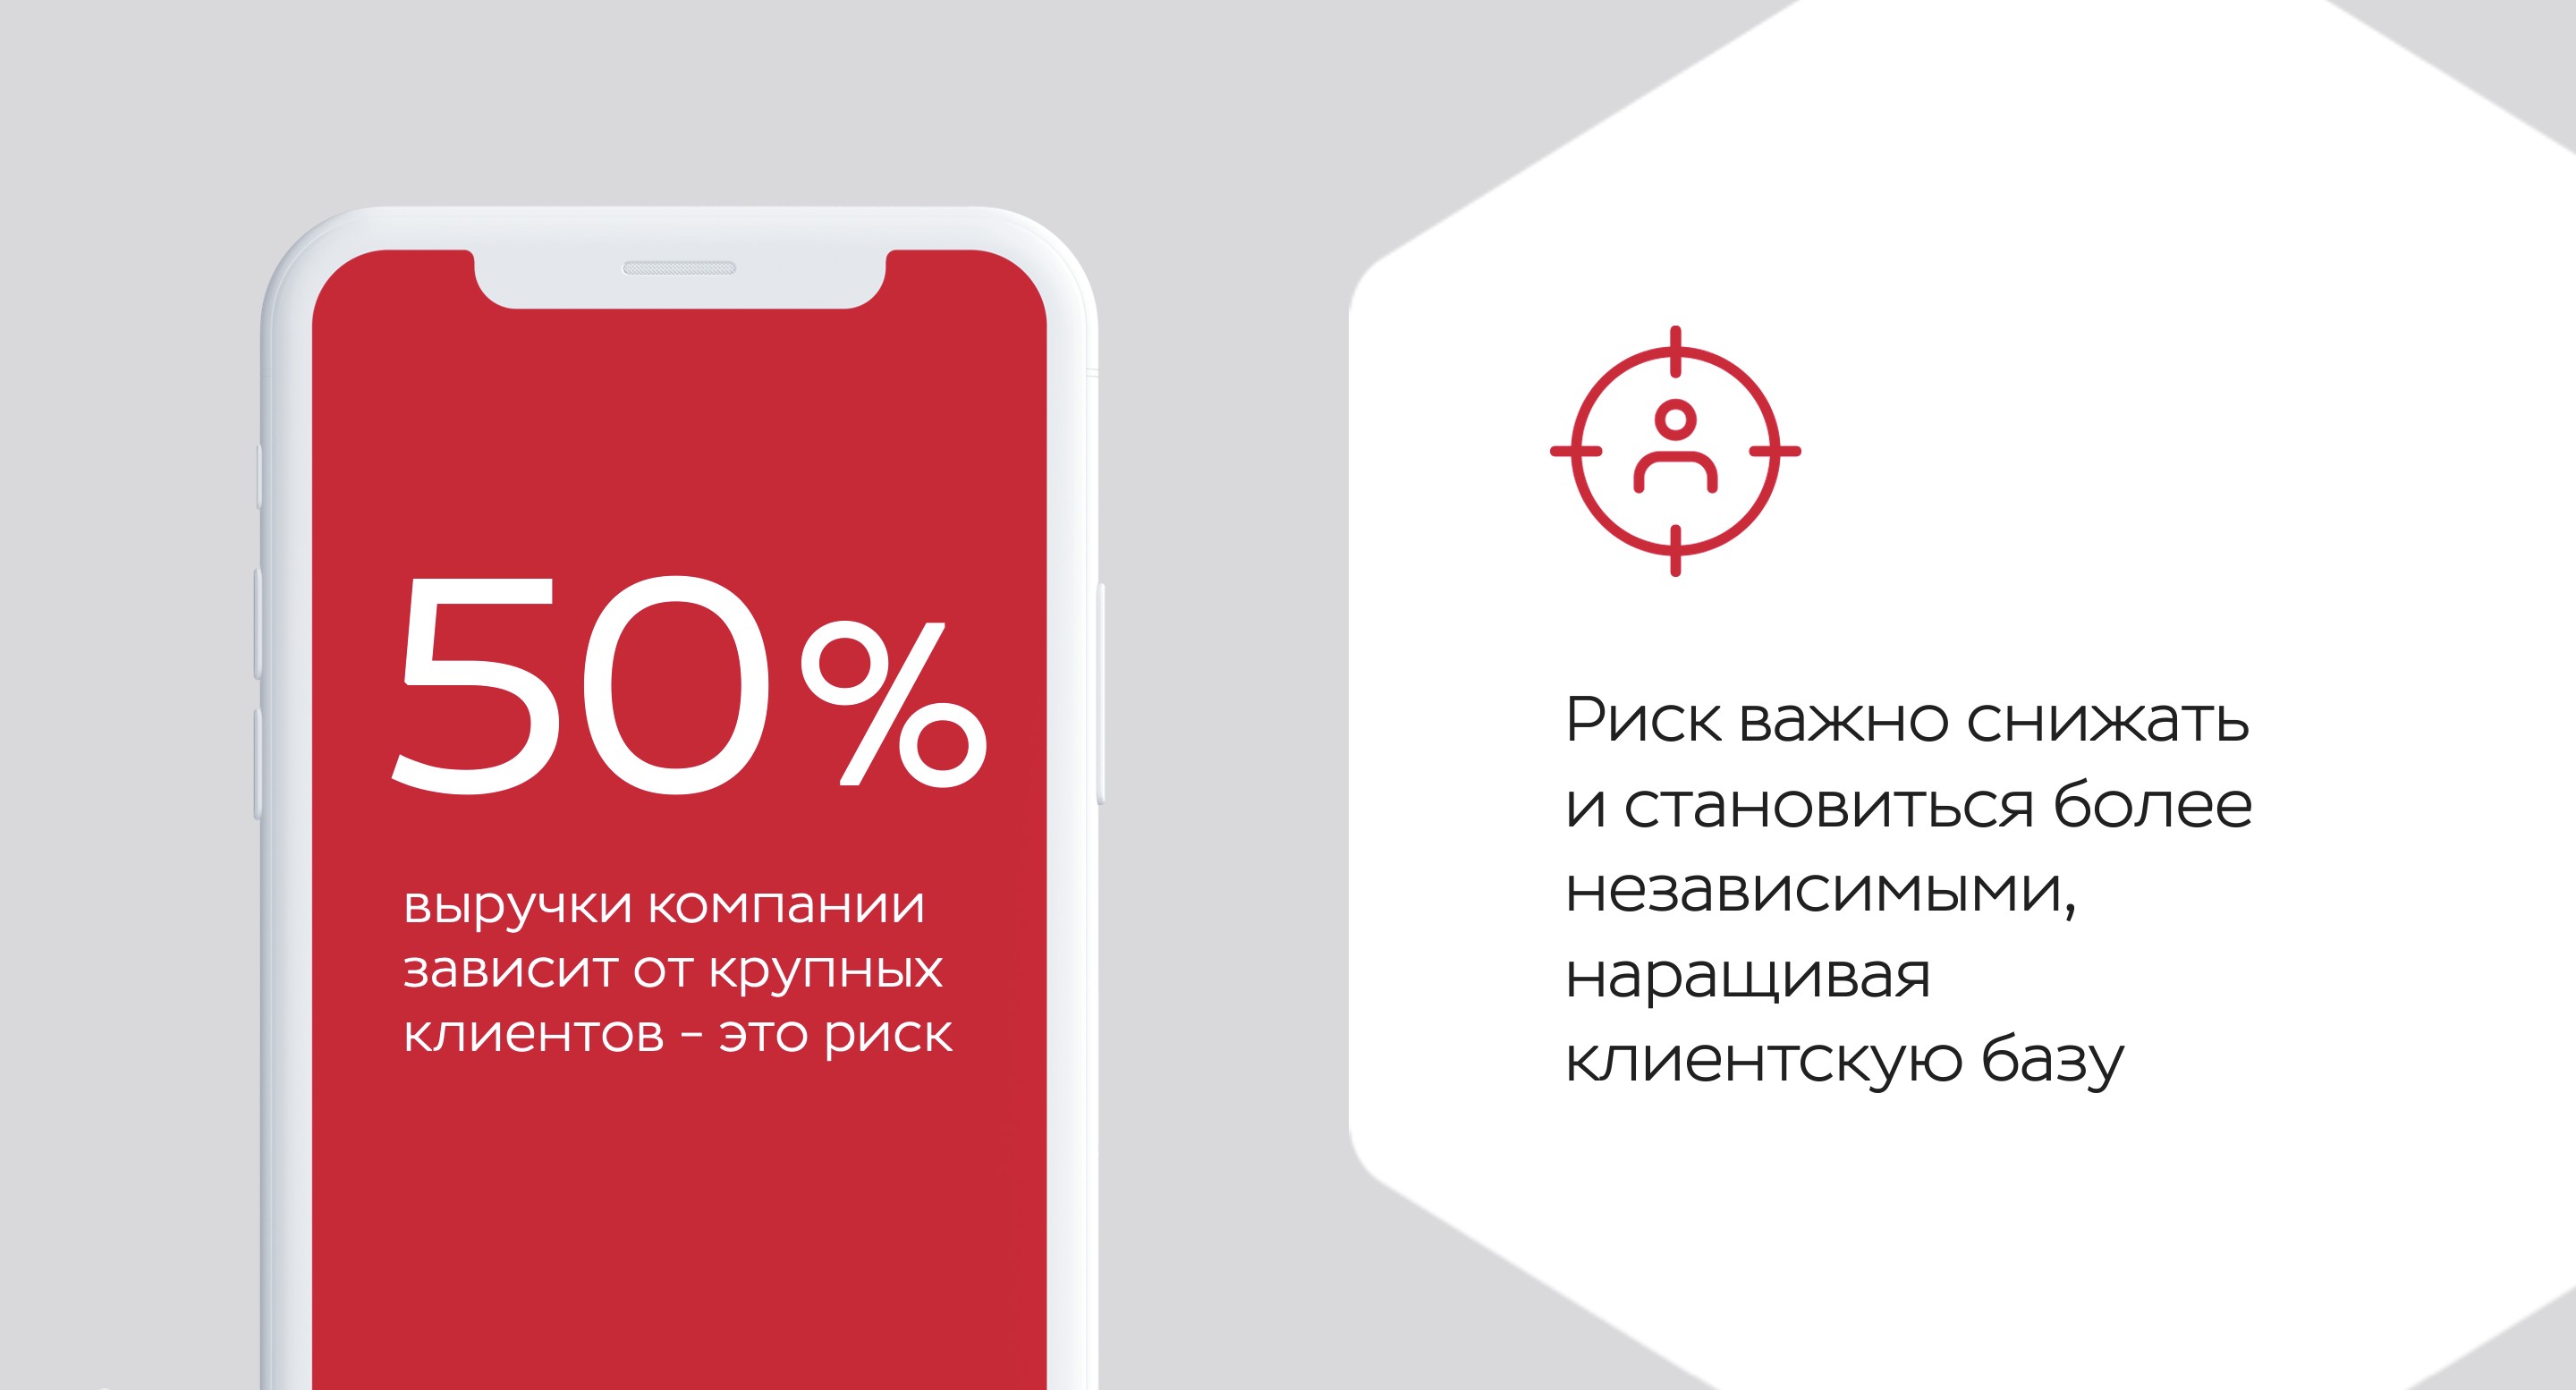 50%
выручки компании
зависит от крупных
клиентов - это риск
Риск важно снижать
и становиться более
независимыми,
наращивая
клиентскую базу